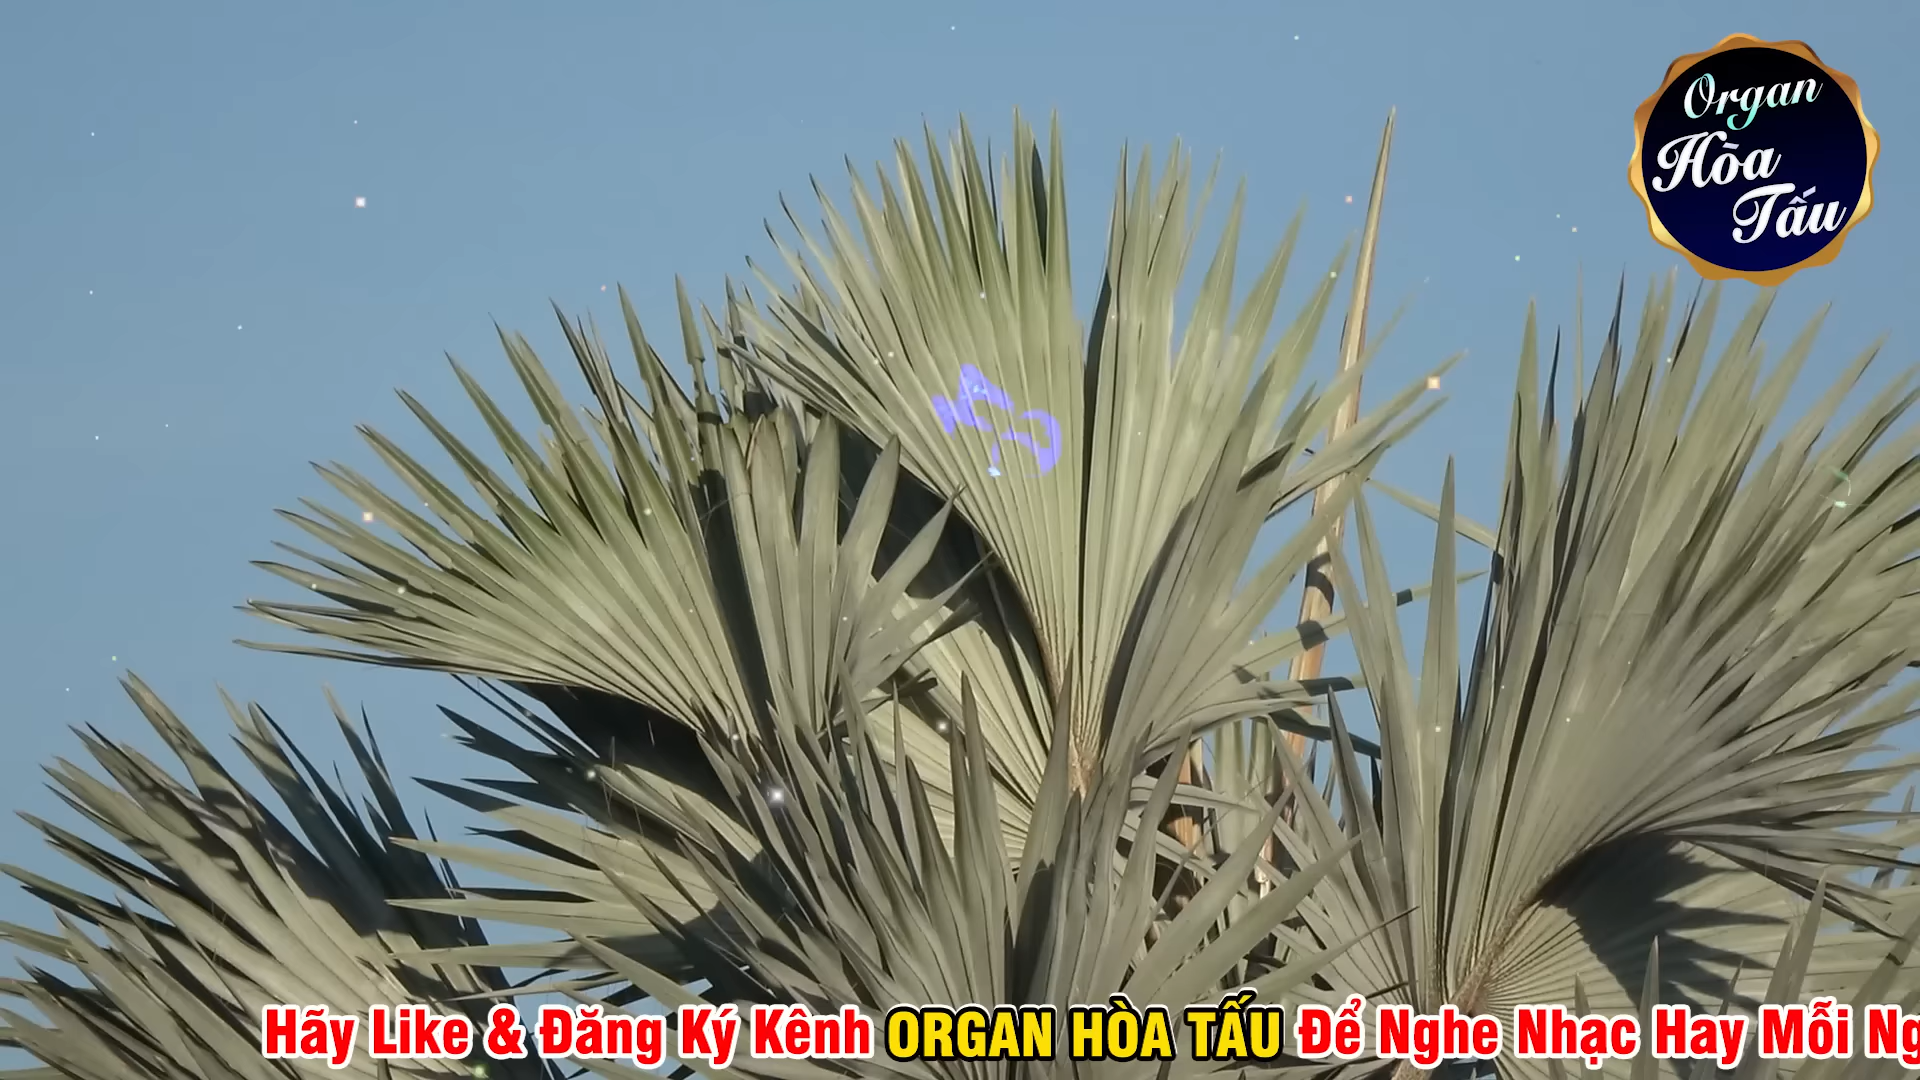 Organ
Hòa
Tấu
Hãy Like & Đăng Ký Kênh ORGAN HÒA TẤU Để Nghe Nhạc Hay Mỗi